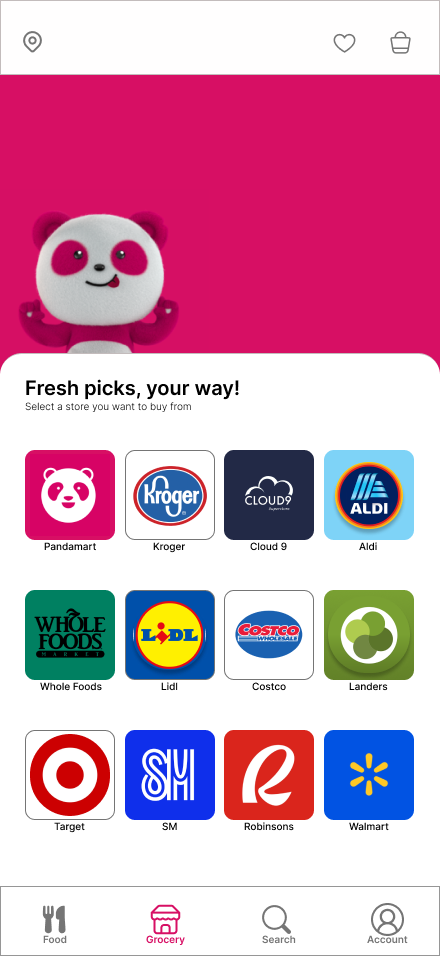 Fresh picks, your way!
Select a store you want to buy from
Kroger
CLOUD9
Supervises
ALDI
Pandamart
Kroger
Cloud 9
Aldi
WHOLE
FOODS
MARKET
LIDL
COSTCO
WHOLESALE
Whole Foods
Lidl
Costco
Landers
SM
R
Target
SM
Robinsons
Walmart
Food
Grocery
Search
Account